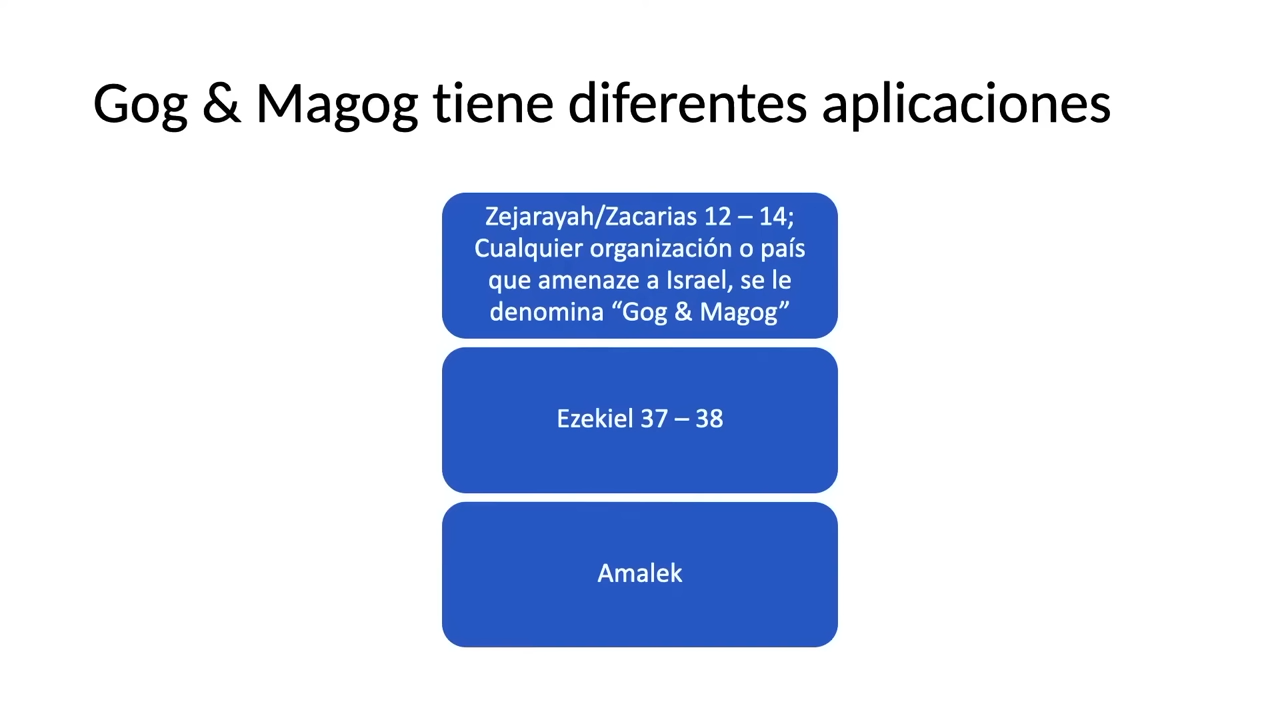 Gog & Magog tiene diferentes aplicaciones
Zejarayah/Zacarias 12 – 14;
Cualquier organización o país
que amenaze a Israel, se le
denomina “Gog & Magog”
Ezekiel 37 – 38
Amalek